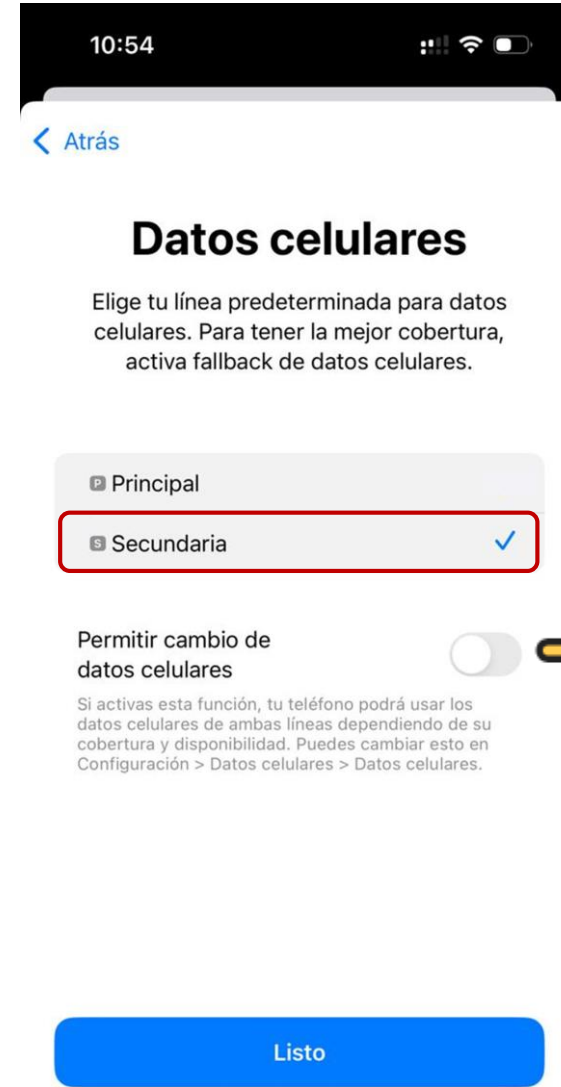 10:54
Atrás
Datos celulares
Elige tu línea predeterminada para datos
celulares. Para tener la mejor cobertura,
activa fallback de datos celulares.
P Principal
S Secundaria
Permitir cambio de
datos celulares
Si activas esta función, tu teléfono podrá usar los
datos celulares de ambas líneas dependiendo de su
cobertura y disponibilidad. Puedes cambiar esto en
Configuración > Datos celulares > Datos celulares.
Listo